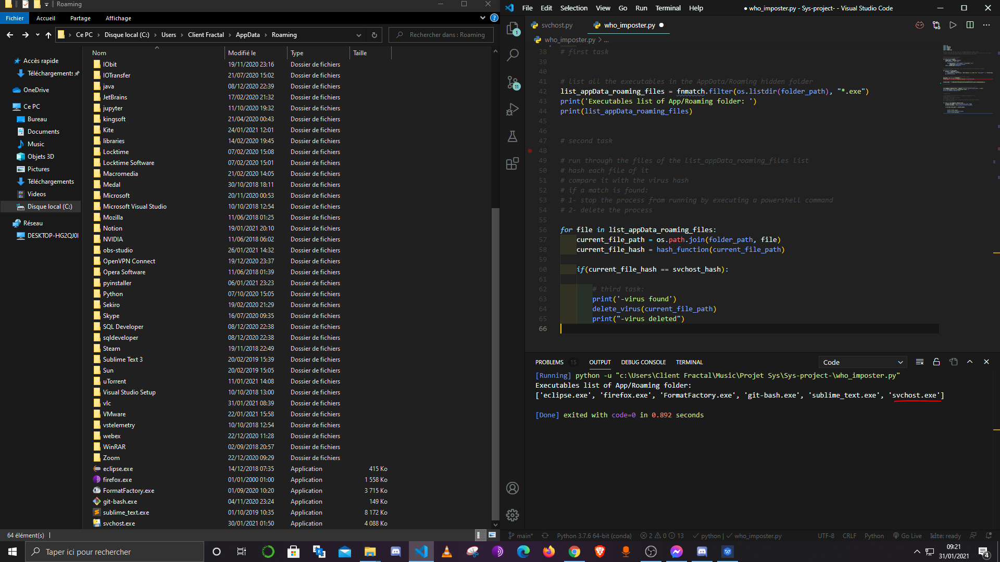 Roaming
Fichier Accueil Partage Affichage
Ce PC Disque local (C:) Users Client Fractal AppData Roaming
Rechercher dans : Roaming
Accès rapide
Téléchargements
OneDrive
Ce PC
Bureau
Documents
Music
Objets 3D
Pictures
Téléchargements
Videos
Disque local (C:)
Réseau
DESKTOP-HG2QJ0I
Nom Modifié le Type Taille
IObit 19/11/2020 23:16 Dossier de fichiers
IOTransfer 21/07/2020 15:02 Dossier de fichiers
java 08/12/2020 22:39 Dossier de fichiers
JetBrains 17/02/2020 21:32 Dossier de fichiers
jupyter 11/10/2020 19:32 Dossier de fichiers
kingsoft 21/04/2020 00:43 Dossier de fichiers
Kite 24/01/2021 12:01 Dossier de fichiers
libraries 14/02/2020 19:45 Dossier de fichiers
Locktime 07/02/2020 15:08 Dossier de fichiers
Locktime Software 07/02/2020 15:01 Dossier de fichiers
Macromedia 21/02/2020 14:05 Dossier de fichiers
Medal 30/10/2018 18:11 Dossier de fichiers
Microsoft 20/11/2020 00:53 Dossier de fichiers
Microsoft Visual Studio 10/10/2018 12:54 Dossier de fichiers
Mozilla 11/06/2018 01:25 Dossier de fichiers
Notion 19/01/2021 20:10 Dossier de fichiers
NVIDIA 11/06/2018 06:02 Dossier de fichiers
obs-studio 26/01/2021 14:32 Dossier de fichiers
OpenVPN Connect 19/12/2020 23:37 Dossier de fichiers
Opera Software 11/06/2018 01:39 Dossier de fichiers
pyinstaller 06/01/2021 23:23 Dossier de fichiers
Python 07/10/2020 15:05 Dossier de fichiers
Sekiro 19/02/2020 21:29 Dossier de fichiers
Skype 16/07/2020 09:35 Dossier de fichiers
SQL Developer 08/12/2020 22:38 Dossier de fichiers
sqldeveloper 08/12/2020 22:38 Dossier de fichiers
Steam 19/11/2018 22:49 Dossier de fichiers
Sublime Text 3 20/02/2019 15:39 Dossier de fichiers
Sun 20/02/2019 15:05 Dossier de fichiers
uTorrent 11/01/2021 14:08 Dossier de fichiers
Visual Studio Setup 10/10/2018 13:00 Dossier de fichiers
vlc 31/01/2021 08:39 Dossier de fichiers
VMware 22/01/2021 15:58 Dossier de fichiers
vstelemetry 10/10/2018 12:54 Dossier de fichiers
webex 22/12/2020 11:28 Dossier de fichiers
WinRAR 02/09/2018 20:57 Dossier de fichiers
Zoom 22/12/2020 09:29 Dossier de fichiers
eclipse.exe 14/12/2018 07:35 Application 415 Ko
firefox.exe 01/01/2000 01:00 Application 1 558 Ko
FormatFactory.exe 01/09/2020 10:20 Application 3 715 Ko
git-bash.exe 04/11/2020 23:24 Application 149 Ko
sublime_text.exe 01/10/2019 10:35 Application 8 172 Ko
svchost.exe 30/01/2021 01:50 Application 4 088 Ko
64 élément(s)
File Edit Selection View Go Run Terminal Help ● who_imposter.py - Sys-project- - Visual Studio Code
svchost.py who_imposter.py ●
who_imposter.py > ...
1
11
38 # first task
39
40
41 # list all the executables in the AppData/Roaming hidden folder
42 list_appData_roaming_files = fnmatch.filter(os.listdir(folder_path), "*.exe")
43 print('Executables list of App/Roaming folder: ')
44 print(list_appData_roaming_files)
45
46
47 # second task
48
49 # run through the files of the list_appData_roaming_files list
50 # hash each file of it
51 # compare it with the virus hash
52 # if a match is found:
53 # 1- stop the process from running by executing a powershell command
54 # 2- delete the process
55
56 for file in list_appData_roaming_files:
57 current_file_path = os.path.join(folder_path, file)
58 current_file_hash = hash_function(current_file_path)
59
60 if(current_file_hash == svchost_hash):
61
62 # third task:
63 print('-virus found')
64 delete_virus(current_file_path)
65 print("-virus deleted")
66
PROBLEMS 15 OUTPUT DEBUG CONSOLE TERMINAL Code
[Running] python -u "c:\Users\Client Fractal\Music\Projet Sys\Sys-project-\who_imposter.py"
Executables list of App/Roaming folder:
['eclipse.exe', 'firefox.exe', 'FormatFactory.exe', 'git-bash.exe', 'sublime_text.exe', 'svchost.exe']
[Done] exited with code=0 in 0.892 seconds
main* Python 3.7.6 64-bit (conda) 2 0 13 python | who_imposter.py UTF-8 CRLF Python Go Live kite: ready
Taper ici pour rechercher
09:21
31/01/2021
4